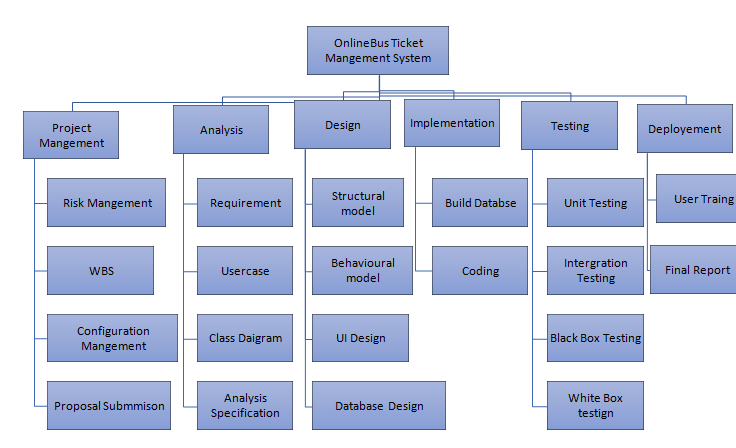 OnlineBus Ticket
Mangement System
Project
Mangement
Analysis
Design
Implementation
Testing
Deployement
Risk Mangement
Requirement
Structural
model
Build Databse
Unit Testing
User Traing
WBS
Usercase
Behavioural
model
Coding
Intergration
Testing
Final Report
Configuration
Mangement
Class Daigram
UI Design
Black Box Testing
Proposal Submmison
Analysis
Specification
Database Design
White Box
testign